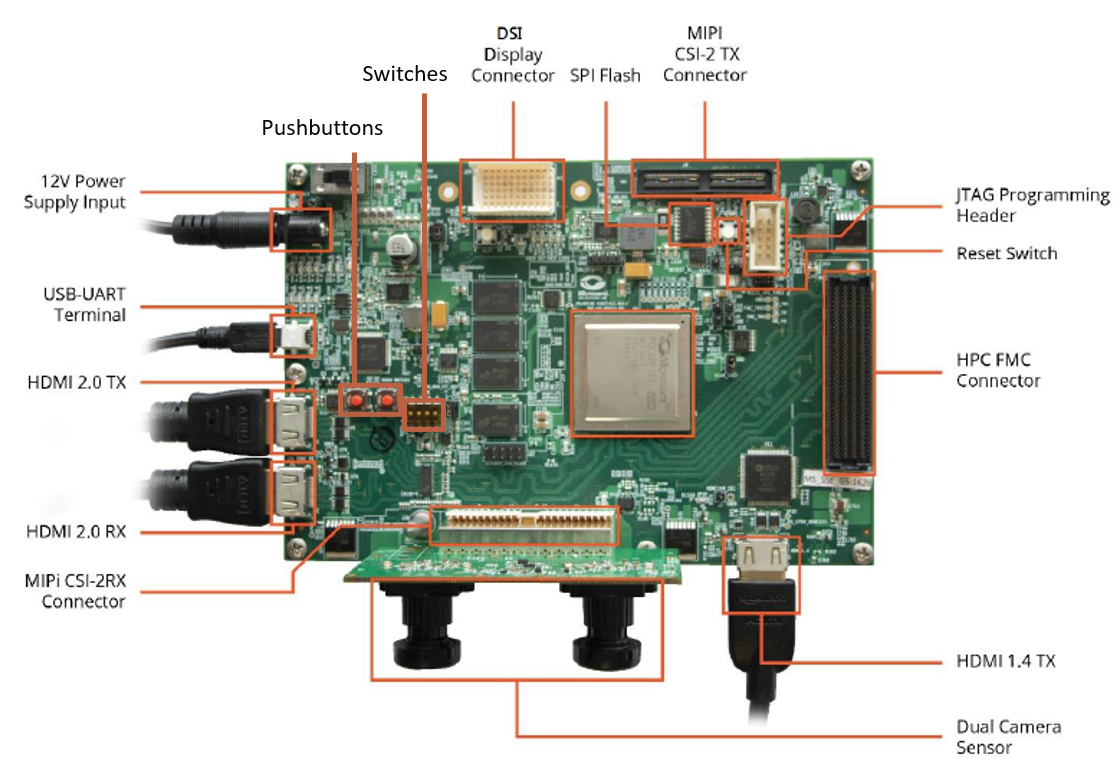 DSI
Display
Connector
MIPI
CSI-2 TX
Connector
Switches
SPI Flash
Pushbuttons
12V Power
Supply Input
JTAG Programming
Header
Reset Switch
USB-UART
Terminal
HPC FMC
Connector
HDMI 2.0 TX
HDMI 2.0 RX
MIPi CSI-2RX
Connector
HDMI 1.4 TX
Dual Camera
Sensor